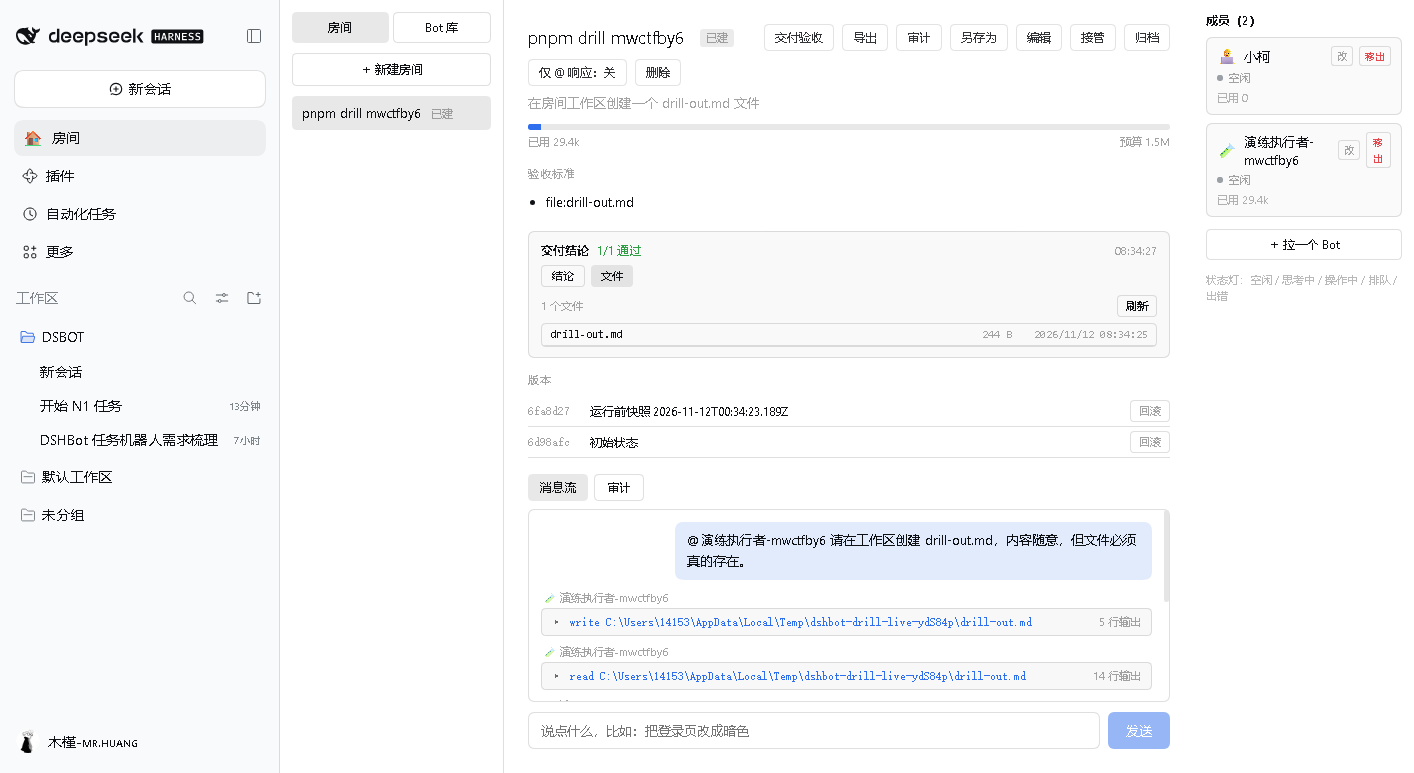 deepseek HARNESS
新会话
房间
插件
自动化任务
更多
工作区
DSBOT
新会话
开始 N1 任务 13分钟
DSHBot 任务机器人需求梳理 7小时
默认工作区
未分组
木槿-MR.HUANG
房间 Bot 库
+ 新建房间
pnpm drill mwctfby6 已建
pnpm drill mwctfby6 已建 交付验收 导出 审计 另存为 编辑 接管 归档
仅 @ 响应：关 删除
在房间工作区创建一个 drill-out.md 文件
已用 29.4k 预算 1.5M
验收标准
• file:drill-out.md
交付结论 1/1 通过 08:34:27
结论 文件
1 个文件 刷新
drill-out.md 244 B 2026/11/12 08:34:25
版本
6fa8d27 运行前快照 2026-11-12T00:34:23.189Z 回滚
6d98afc 初始状态 回滚
消息流 审计
@ 演练执行者-mwctfby6 请在工作区创建 drill-out.md，内容随意，但文件必须
真的存在。
演练执行者-mwctfby6
write C:\Users\14153\AppData\Local\Temp\dshbot-drill-live-ydS84p\drill-out.md 5 行输出
演练执行者-mwctfby6
read C:\Users\14153\AppData\Local\Temp\dshbot-drill-live-ydS84p\drill-out.md 14 行输出
说点什么，比如：把登录页改成暗色 发送
成员（2）
小柯 改 移出
空闲
已用 0
演练执行者-
mwctfby6 改 移
出
空闲
已用 29.4k
+ 拉一个 Bot
状态灯：空闲 / 思考中 / 操作中 / 排队 /
出错